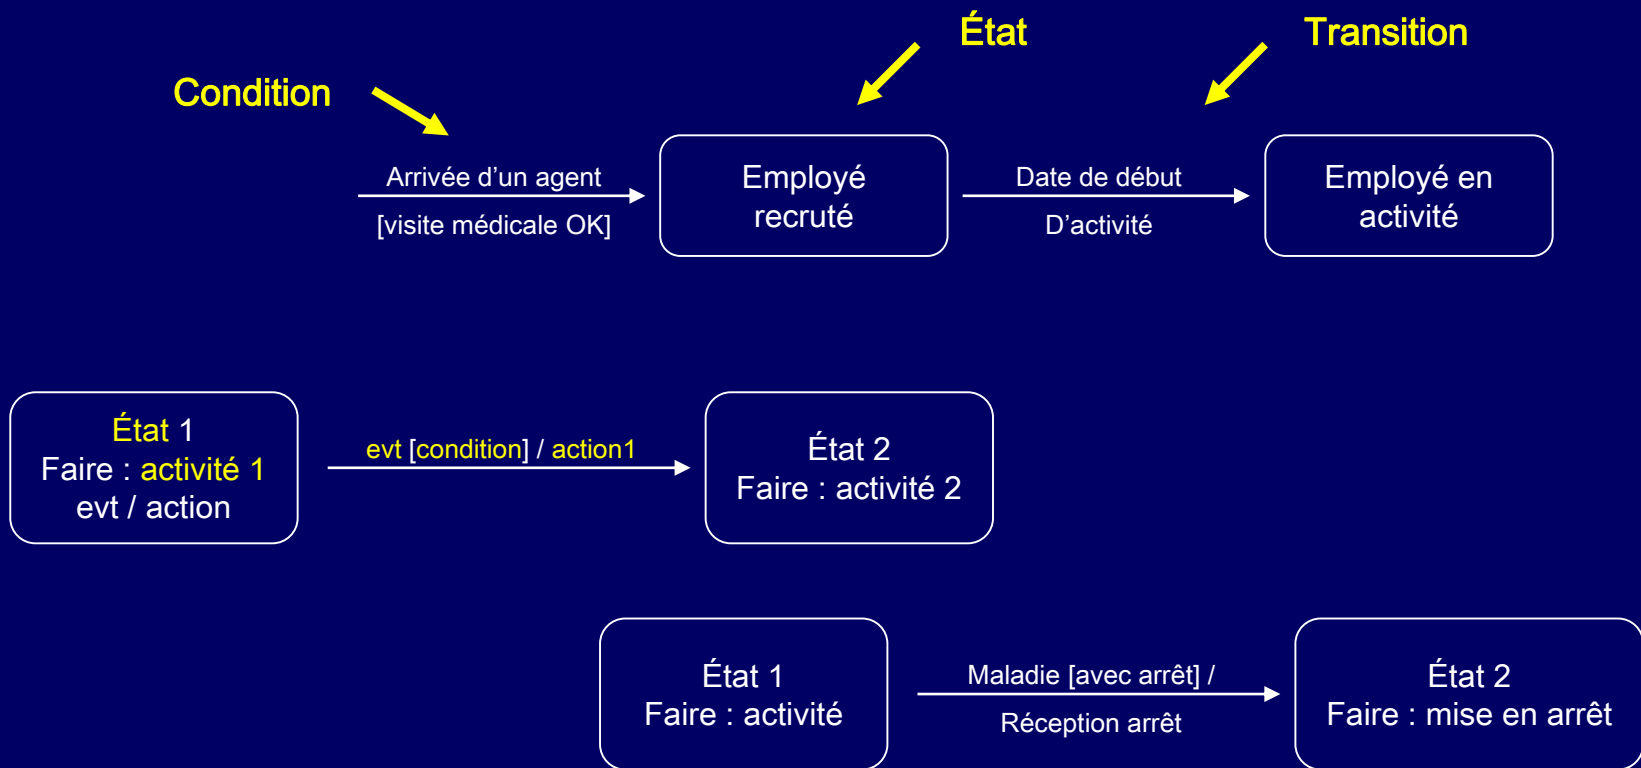 État
Transition
Condition
Arrivée d’un agent
[visite médicale OK]
Employé
recruté
Date de début
D’activité
Employé en
activité
État 1
Faire : activité 1
evt / action
evt [condition] / action1
État 2
Faire : activité 2
État 1
Faire : activité
Maladie [avec arrêt] /
Réception arrêt
État 2
Faire : mise en arrêt